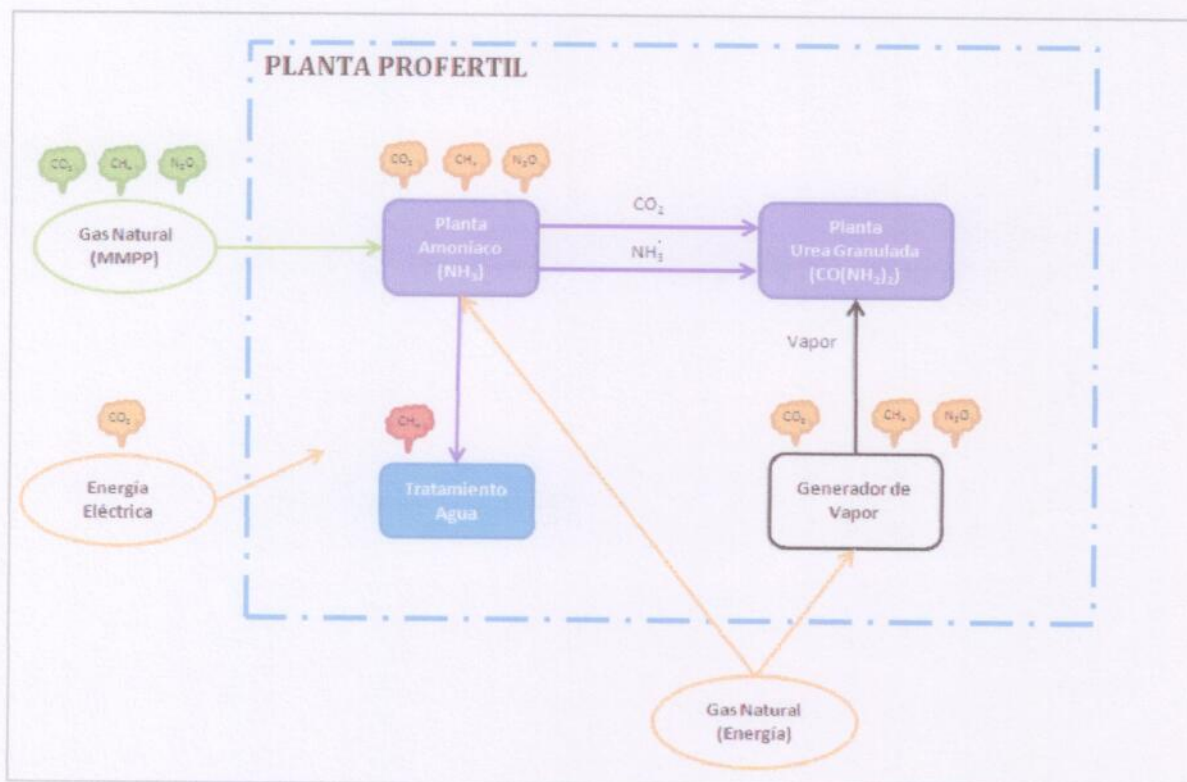 PLANTA PROFERTIL
CO₂
CH₄
N₂O
CO₂
CH₄
N₂O
Gas Natural
(MMPP)
Planta
Amoníaco
(NH₃)
CO₂
NH₃
Planta
Urea Granulada
(CO(NH₂)₂)
Vapor
CO₂
CH₄
CO₂
CH₄
N₂O
Energía
Eléctrica
Tratamiento
Agua
Generador de
Vapor
Gas Natural
(Energía)